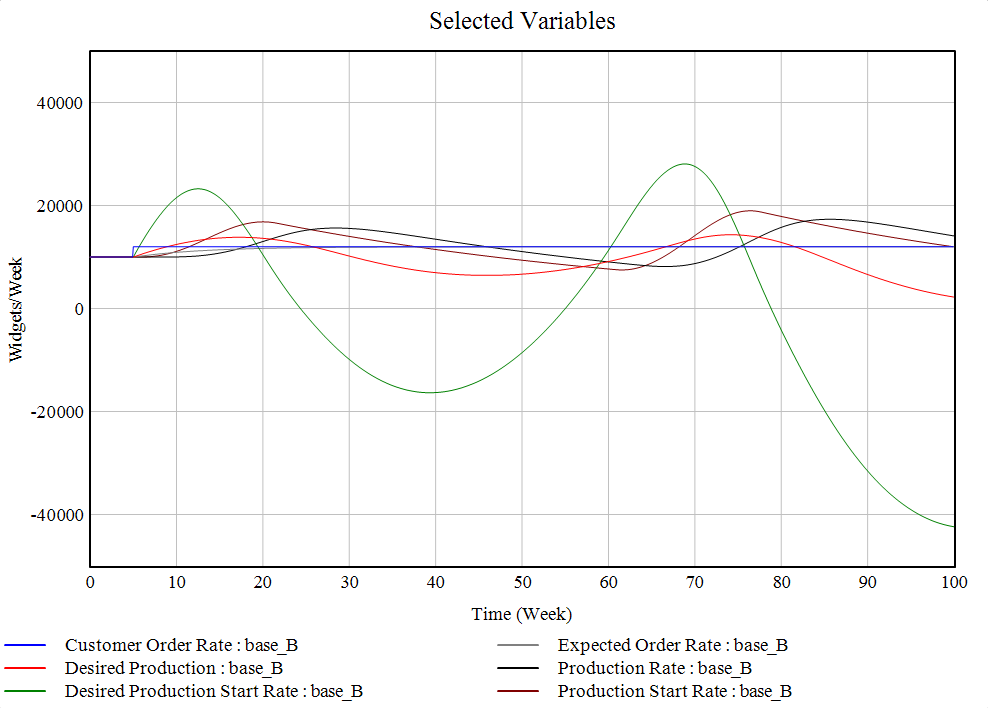 Selected Variables
40000
20000
0
-20000
-40000
Widgets/Week
0 10 20 30 40 50 60 70 80 90 100
Time (Week)
Customer Order Rate : base_B Expected Order Rate : base_B
Desired Production : base_B Production Rate : base_B
Desired Production Start Rate : base_B Production Start Rate : base_B